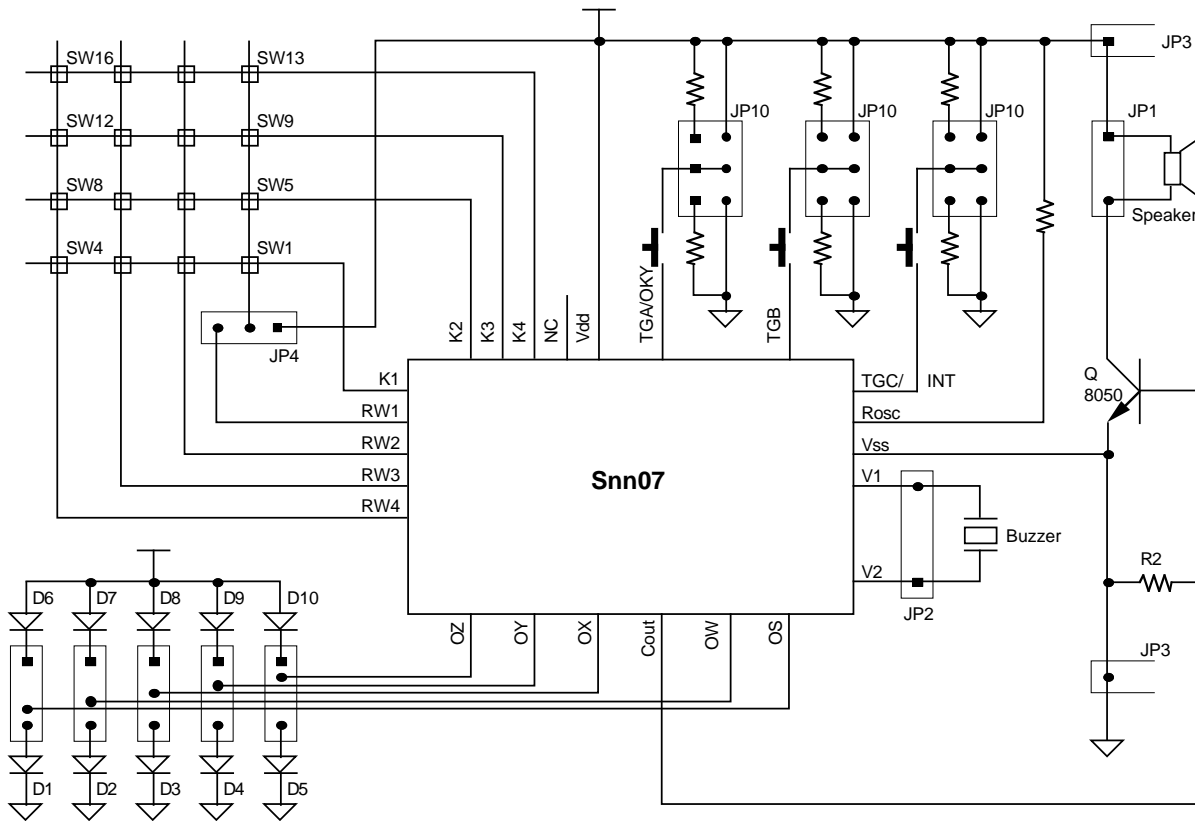 JP3
SW16
SW13
JP10
JP10
JP10
JP1
SW12
SW9
SW8
SW5
Speaker
SW4
SW1
JP4
K2
K3
K4
NC
Vdd
TGA/OKY
TGB
K1
TGC/
INT
Q
8050
RW1
Rosc
RW2
Vss
RW3
Snn07
V1
RW4
Buzzer
V2
R2
D6
D7
D8
D9
D10
JP2
OZ
OY
OX
Cout
OW
OS
JP3
D1
D2
D3
D4
D5